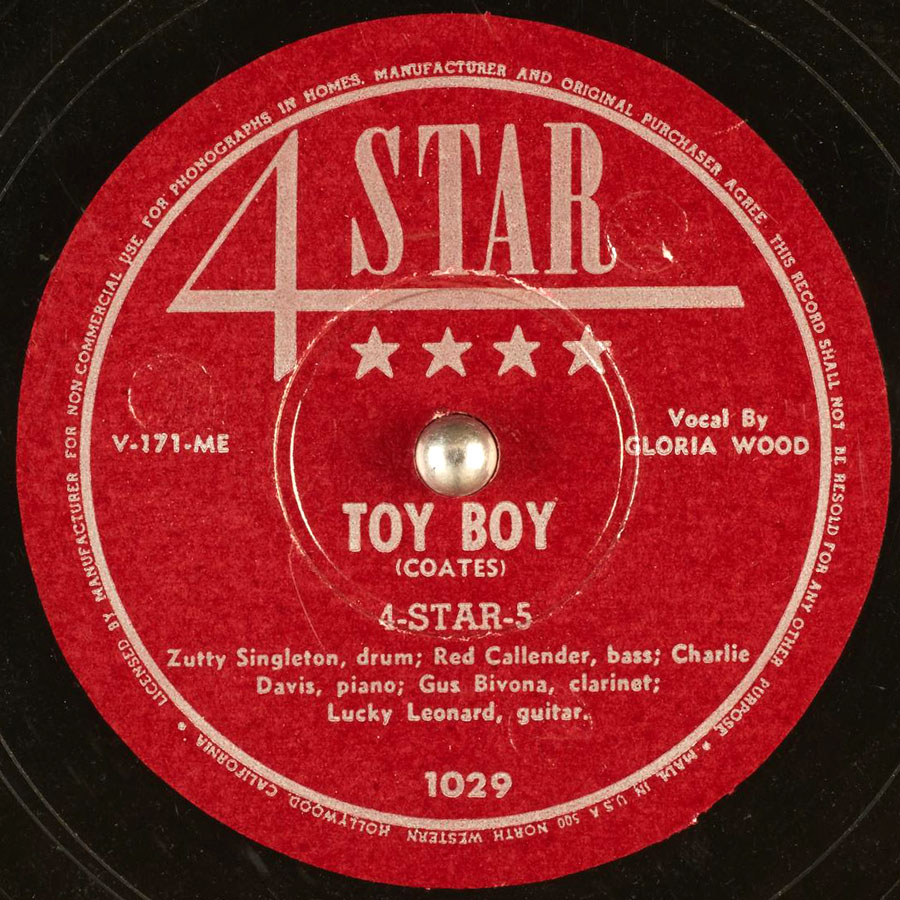 LICENSED BY MANUFACTURER FOR NON COMMERCIAL USE FOR PHONOGRAPHS IN HOMES. MANUFACTURER AND ORIGINAL PURCHASER AGREE THIS RECORD SHALL NOT BE RESOLD FOR ANY OTHER PURPOSE * MADE IN U.S.A 500 NORTH WESTERN HOLLYWOOD, CALIFORNIA *
4 STAR
V-171-ME
Vocal By
GLORIA WOOD
TOY BOY
(COATES)
4-STAR-5
Zutty Singleton, drum; Red Callender, bass; Charlie
Davis, piano; Gus Bivona, clarinet;
Lucky Leonard, guitar.
1029